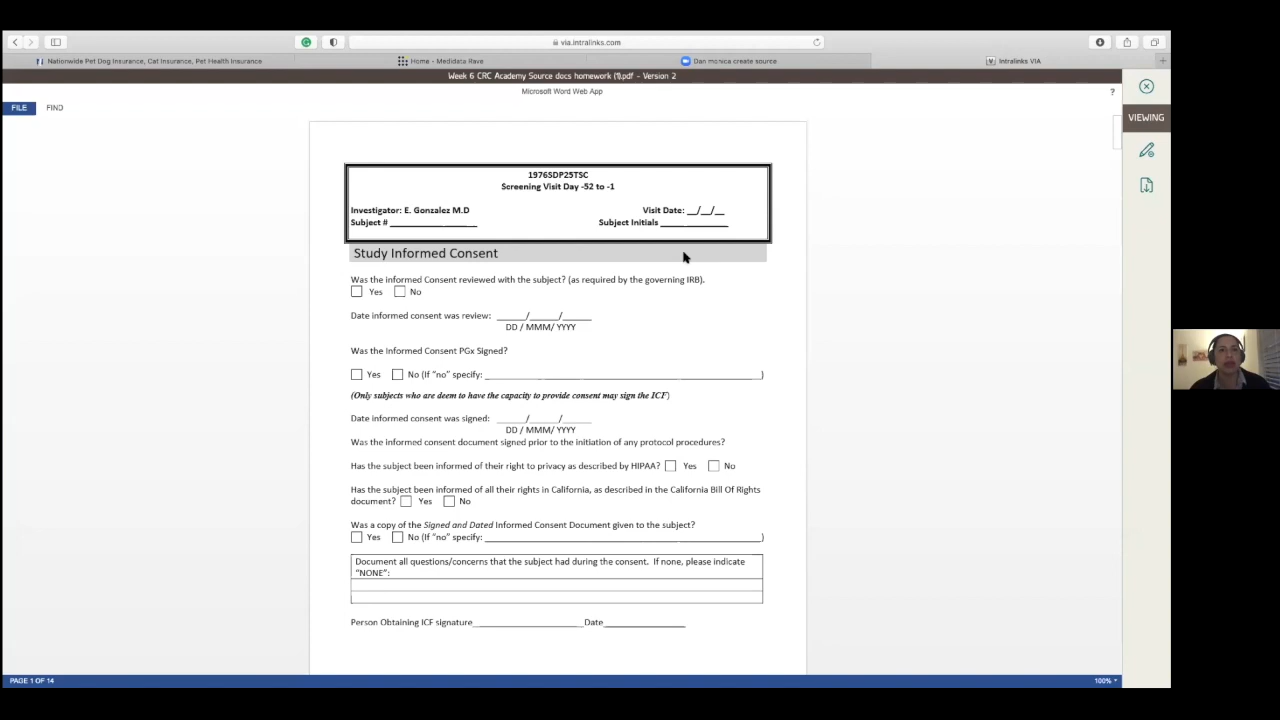 via.intralinks.com
Nationwide Pet Dog Insurance, Cat Insurance, Pet Health Insurance
Home - Medidata Rave
Dan monica create source
Intralinks VIA
Week 6 CRC Academy Source docs homework (1).pdf - Version 2
Microsoft Word Web App
?
FILE FIND
VIEWING
1976SDP25TSC
Screening Visit Day -52 to -1
Investigator: E. Gonzalez M.D Visit Date: __/__/__
Subject # ______________ Subject Initials ___________
Study Informed Consent
Was the informed Consent reviewed with the subject? (as required by the governing IRB).
Yes No
Date informed consent was review: _____/_____/_____
DD / MMM/ YYYY
Was the Informed Consent PGx Signed?
Yes No (If “no” specify: ______________________________)
(Only subjects who are deem to have the capacity to provide consent may sign the ICF)
Date informed consent was signed: _____/_____/_____
DD / MMM/ YYYY
Was the informed consent document signed prior to the initiation of any protocol procedures?
Has the subject been informed of their right to privacy as described by HIPAA? Yes No
Has the subject been informed of all their rights in California, as described in the California Bill Of Rights
document? Yes No
Was a copy of the Signed and Dated Informed Consent Document given to the subject?
Yes No (If “no” specify: ______________________________)
Document all questions/concerns that the subject had during the consent. If none, please indicate
“NONE”:
Person Obtaining ICF signature__________________Date_____________
PAGE 1 OF 14
100%